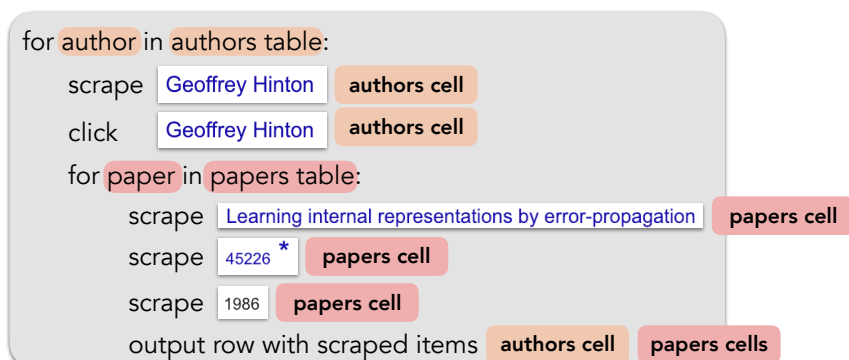 for author in authors table:
scrape Geoffrey Hinton authors cell
click Geoffrey Hinton authors cell
for paper in papers table:
scrape Learning internal representations by error-propagation papers cell
scrape 45226 * papers cell
scrape 1986 papers cell
output row with scraped items authors cell papers cells